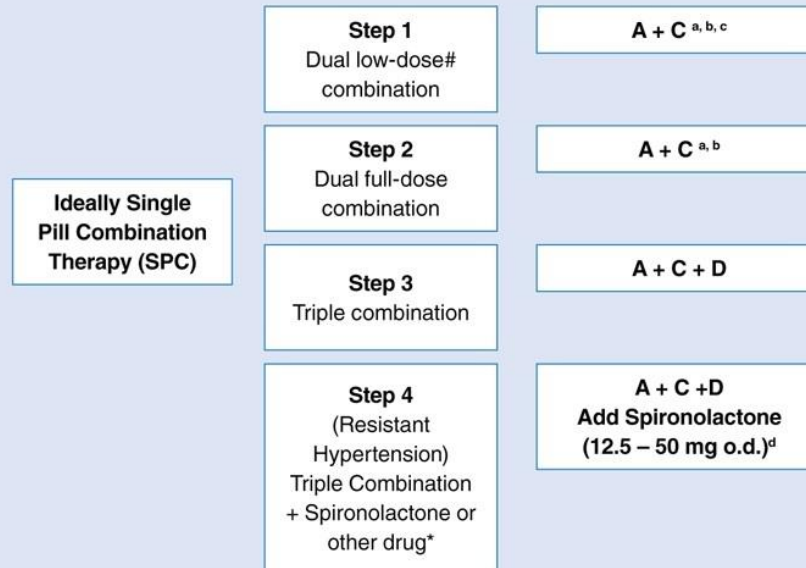 Ideally Single
Pill Combination
Therapy (SPC)
Step 1
Dual low-dose#
combination
A + C a, b, c
Step 2
Dual full-dose
combination
A + C a, b
Step 3
Triple combination
A + C + D
Step 4
(Resistant
Hypertension)
Triple Combination
+ Spironolactone or
other drug*
A + C +D
Add Spironolactone
(12.5 – 50 mg o.d.)d